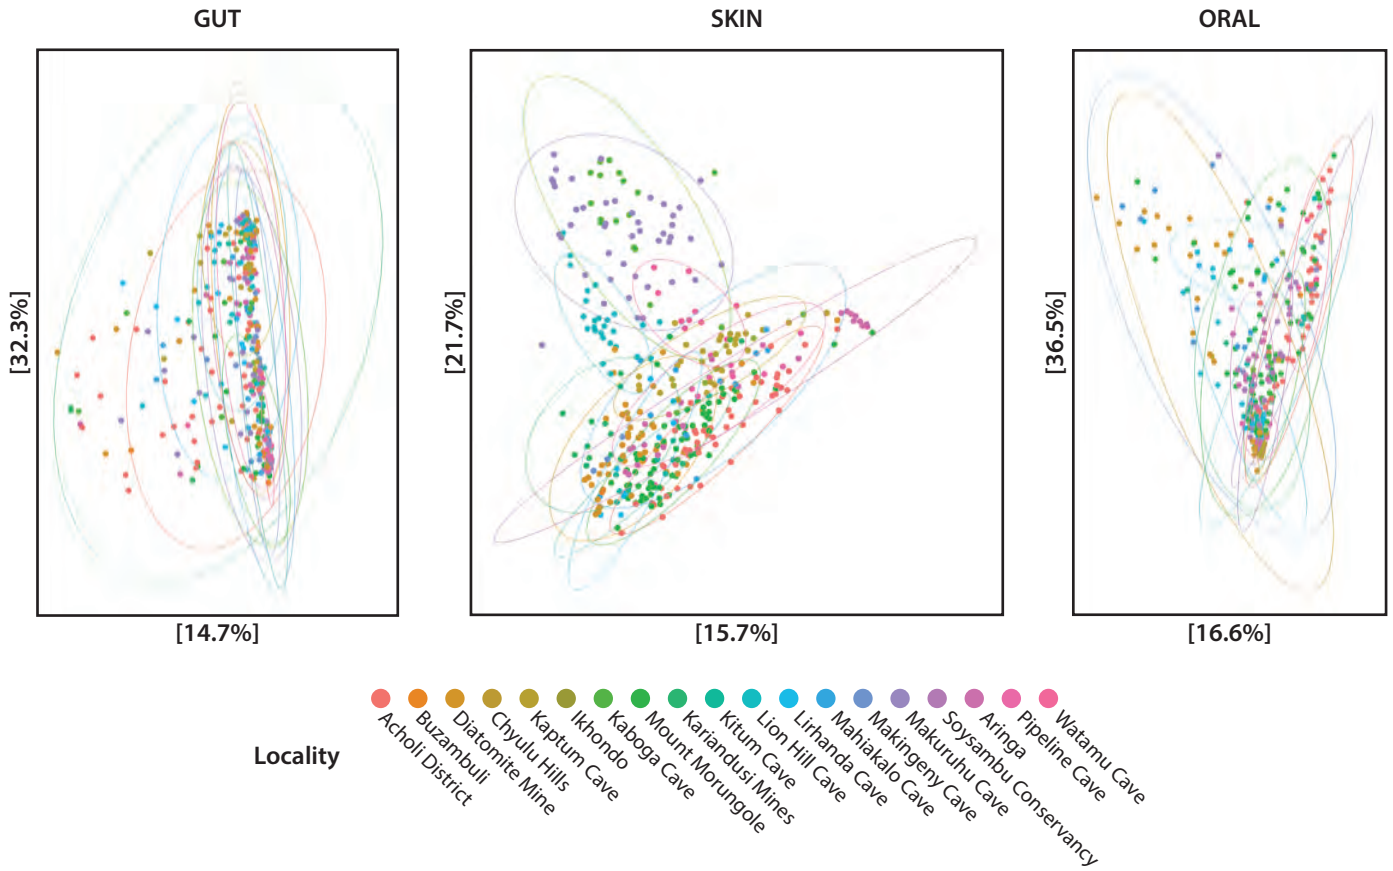 GUT
SKIN
ORAL
[32.3%]
[14.7%]
[21.7%]
[15.7%]
[36.5%]
[16.6%]
Locality
Acholi District
Buzambuli
Diatomite Mine
Chyulu Hills
Kaptum Cave
Ikhondo
Kaboga Cave
Mount Morungole
Kariandusi Mines
Kitum Cave
Lion Hill Cave
Lirhanda Cave
Mahiakalo Cave
Makingeny Cave
Makuruhu Cave
Soysambu Conservancy
Aringa
Pipeline Cave
Watamu Cave